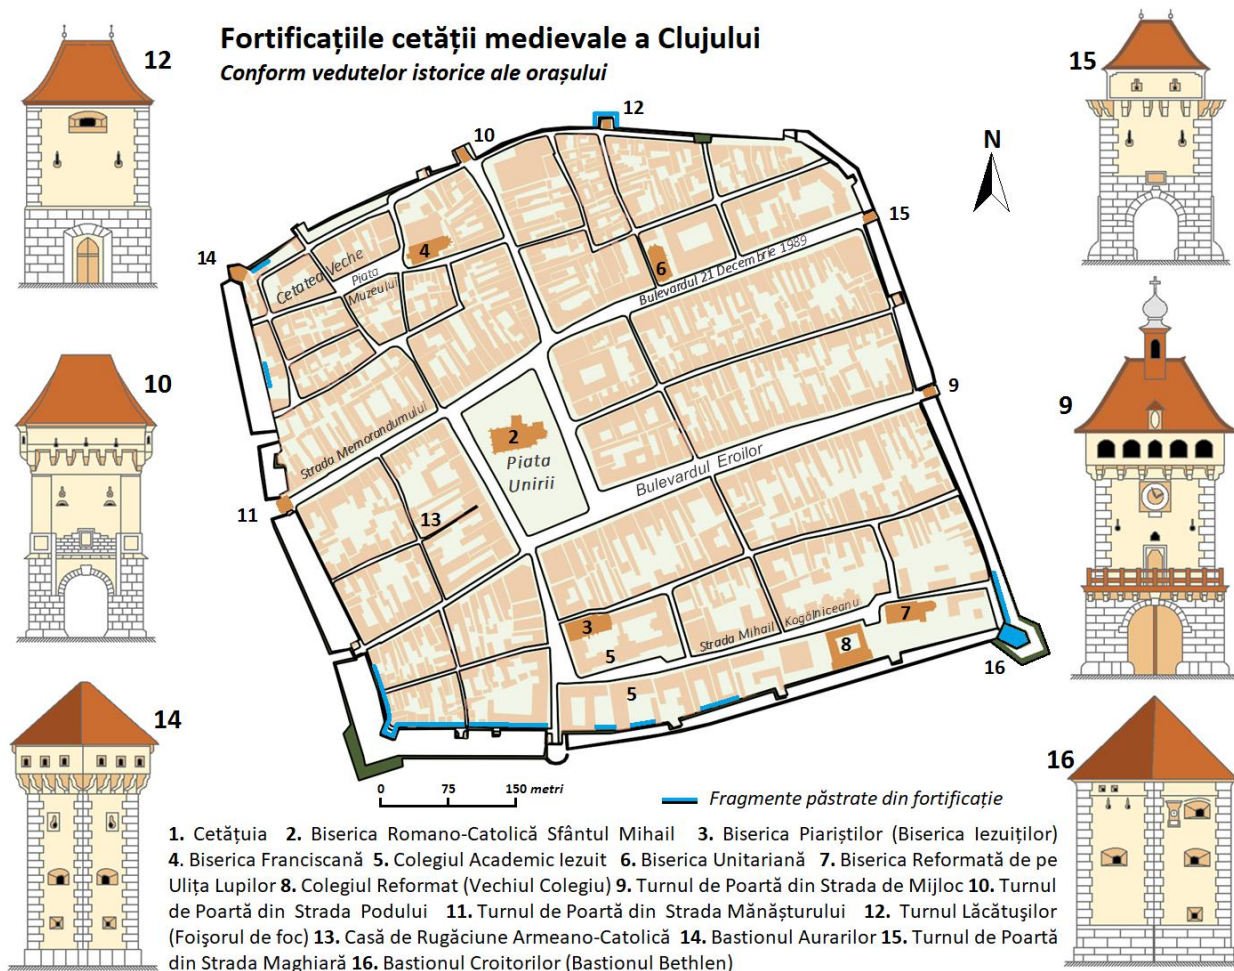 Fortificațiile cetății medievale a Clujului
Conform vedutelor istorice ale orașului
12
15
12
10
N
15
14
4
6
Cetatea Veche
Piata
Muzeului
Bulevardul 21 Decembrie 1989
10
9
9
2
Strada Memorandumului
Piata
Unirii
Bulevardul Eroilor
11
13
3
5
Strada Mihail Kogălniceanu
7
8
5
16
14
16
0 75 150 metri
Fragmente păstrate din fortificație
1. Cetățuia 2. Biserica Romano-Catolică Sfântul Mihail 3. Biserica Piariștilor (Biserica Iezuiților)
4. Biserica Franciscană 5. Colegiul Academic Iezuit 6. Biserica Unitariană 7. Biserica Reformată de pe
Ulița Lupilor 8. Colegiul Reformat (Vechiul Colegiu) 9. Turnul de Poartă din Strada de Mijloc 10. Turnul
de Poartă din Strada Podului 11. Turnul de Poartă din Strada Mănășturului 12. Turnul Lăcătușilor
(Foișorul de foc) 13. Casă de Rugăciune Armeano-Catolică 14. Bastionul Aurarilor 15. Turnul de Poartă
din Strada Maghiară 16. Bastionul Croitorilor (Bastionul Bethlen)